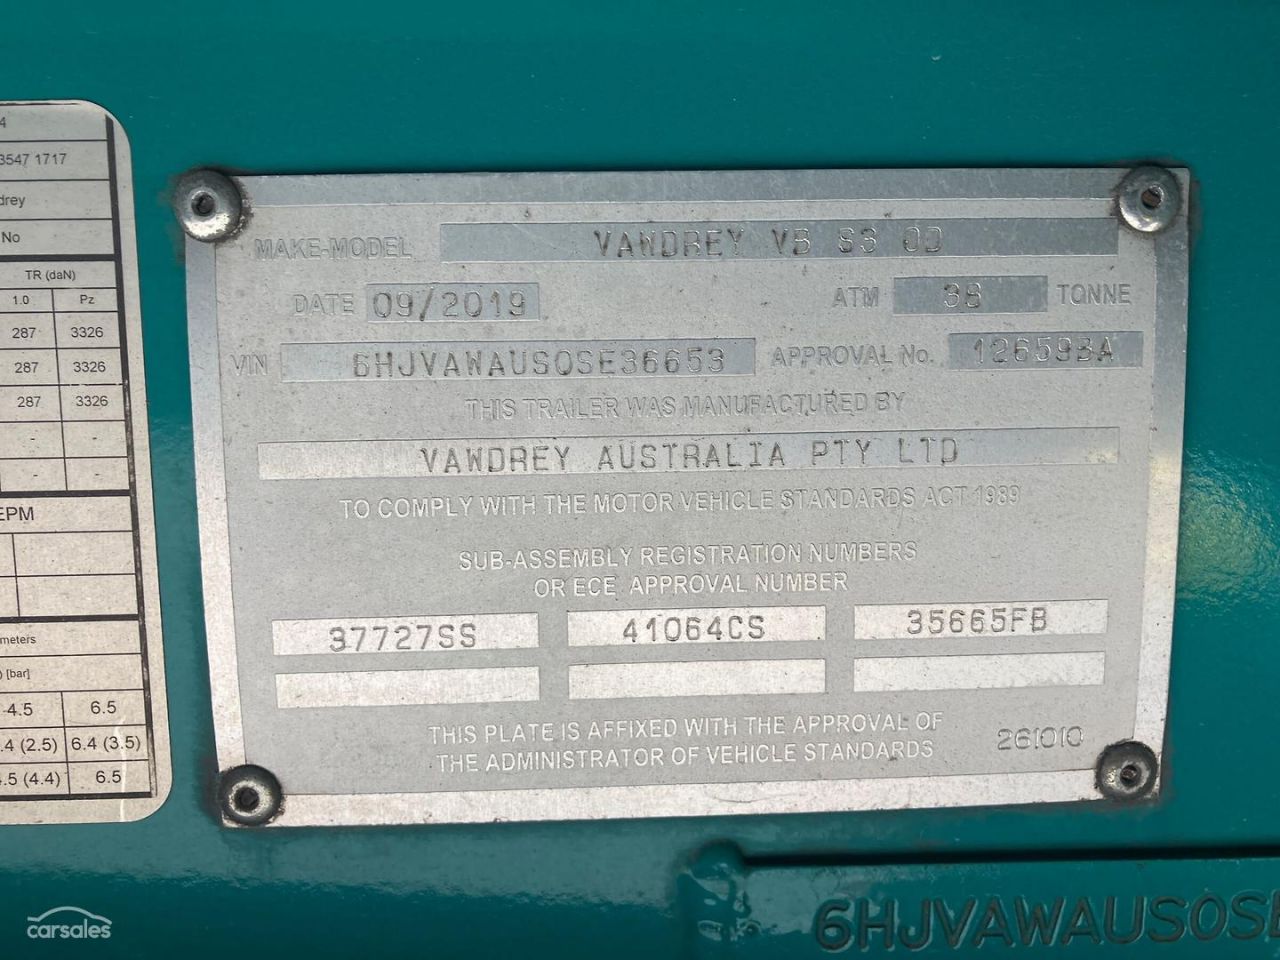 4
3547 1717
drey
No
TR (daN)
1.0 Pz
287 3326
287 3326
287 3326
- -
- -
EPM
meters
) [bar]
4.5 6.5
.4 (2.5) 6.4 (3.5)
.5 (4.4) 6.5
MAKE-MODEL VAWDREY VB S3 OD
DATE 09/2019 ATM 38 TONNE
VIN 6HJVAWAUSOSE36653 APPROVAL No. 12659BA
THIS TRAILER WAS MANUFACTURED BY
VAWDREY AUSTRALIA PTY LTD
TO COMPLY WITH THE MOTOR VEHICLE STANDARDS ACT 1989
SUB-ASSEMBLY REGISTRATION NUMBERS
OR ECE APPROVAL NUMBER
37727SS 41064CS 35665FB
THIS PLATE IS AFFIXED WITH THE APPROVAL OF
THE ADMINISTRATOR OF VEHICLE STANDARDS 261010
6HJVAWAUSOSE
carsales